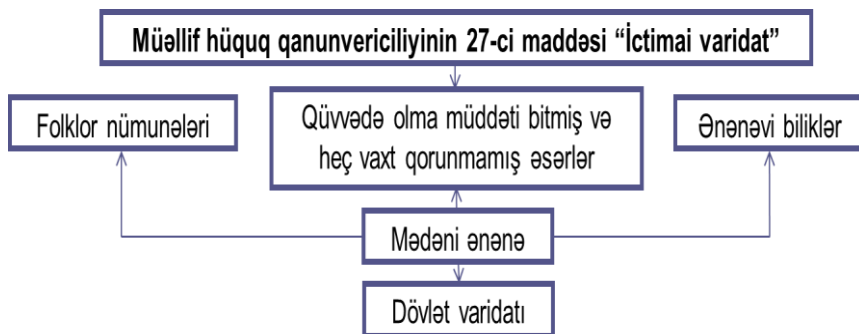 Müəllif hüquq qanunvericiliyinin 27-ci maddəsi “İctimai varidat”
Folklor nümunələri
Qüvvədə olma müddəti bitmiş və
heç vaxt qorunmamış əsərlər
Ənənəvi biliklər
Mədəni ənənə
Dövlət varidatı